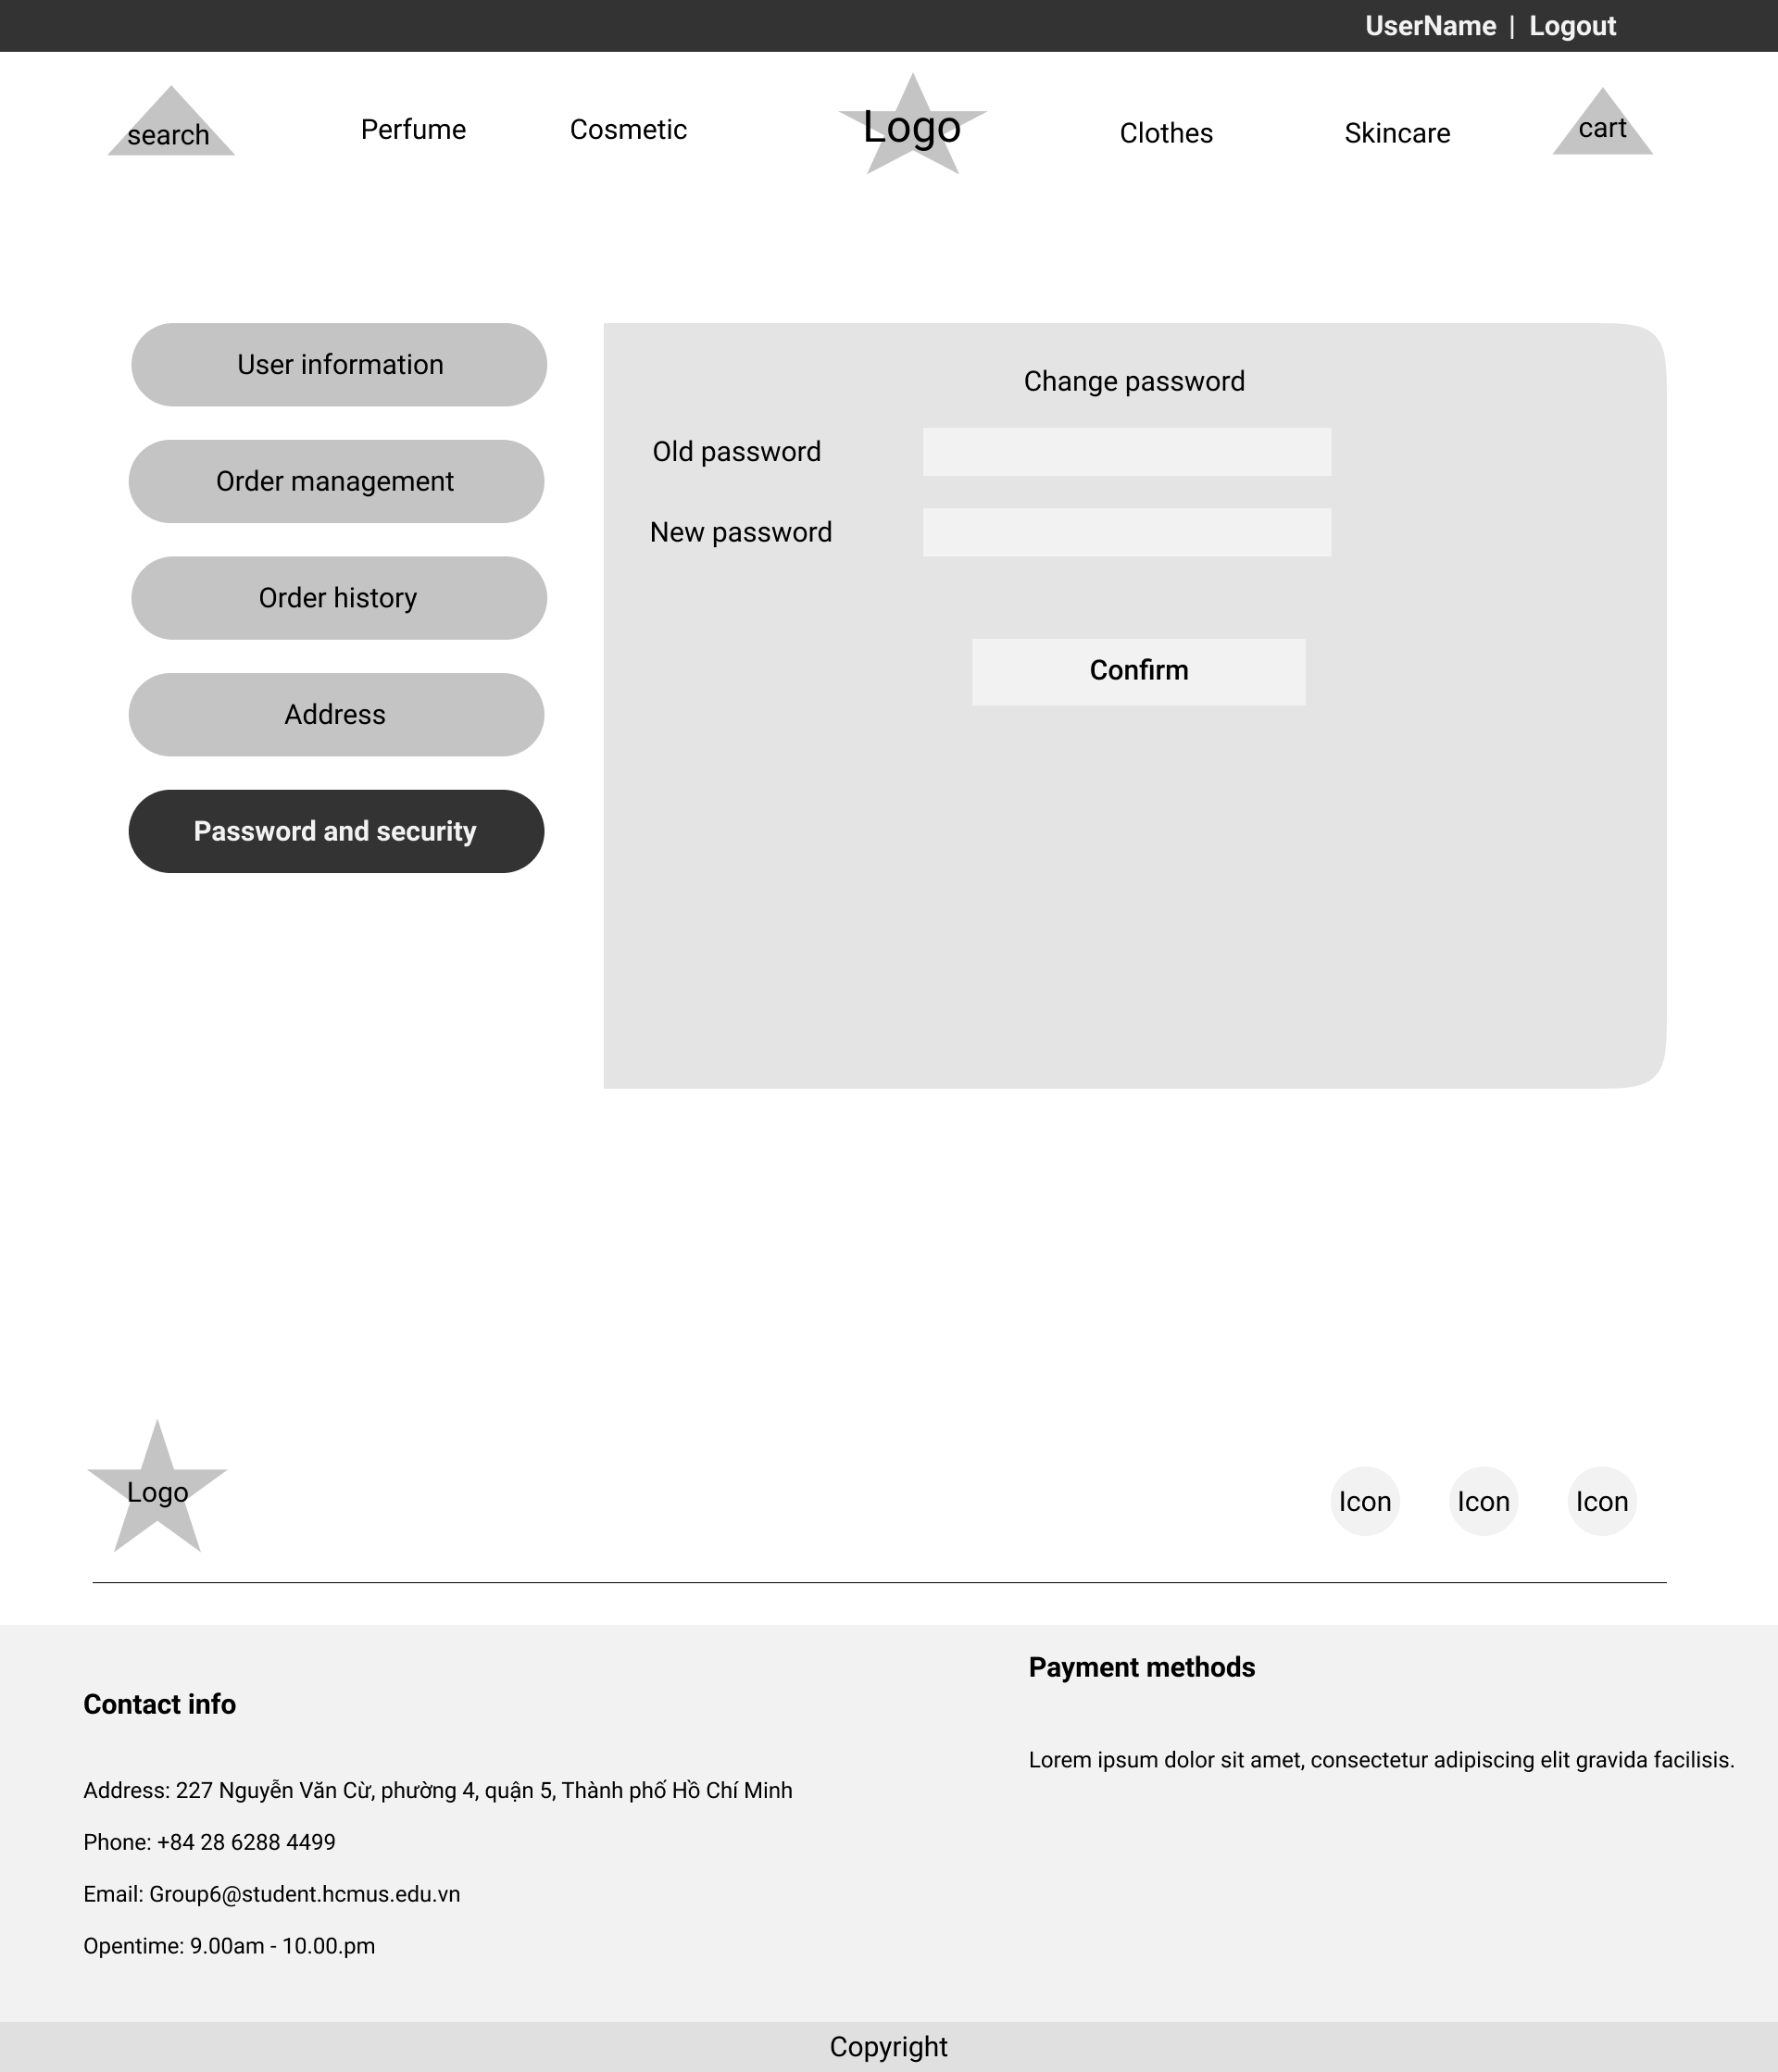 UserName | Logout
search
Perfume
Cosmetic
Logo
Clothes
Skincare
cart
User information
Order management
Order history
Address
Password and security
Change password
Old password
New password
Confirm
Logo
Icon
Icon
Icon
Contact info
Address: 227 Nguyễn Văn Cừ, phường 4, quận 5, Thành phố Hồ Chí Minh
Phone: +84 28 6288 4499
Email: Group6@student.hcmus.edu.vn
Opentime: 9.00am - 10.00.pm
Payment methods
Lorem ipsum dolor sit amet, consectetur adipiscing elit gravida facilisis.
Copyright